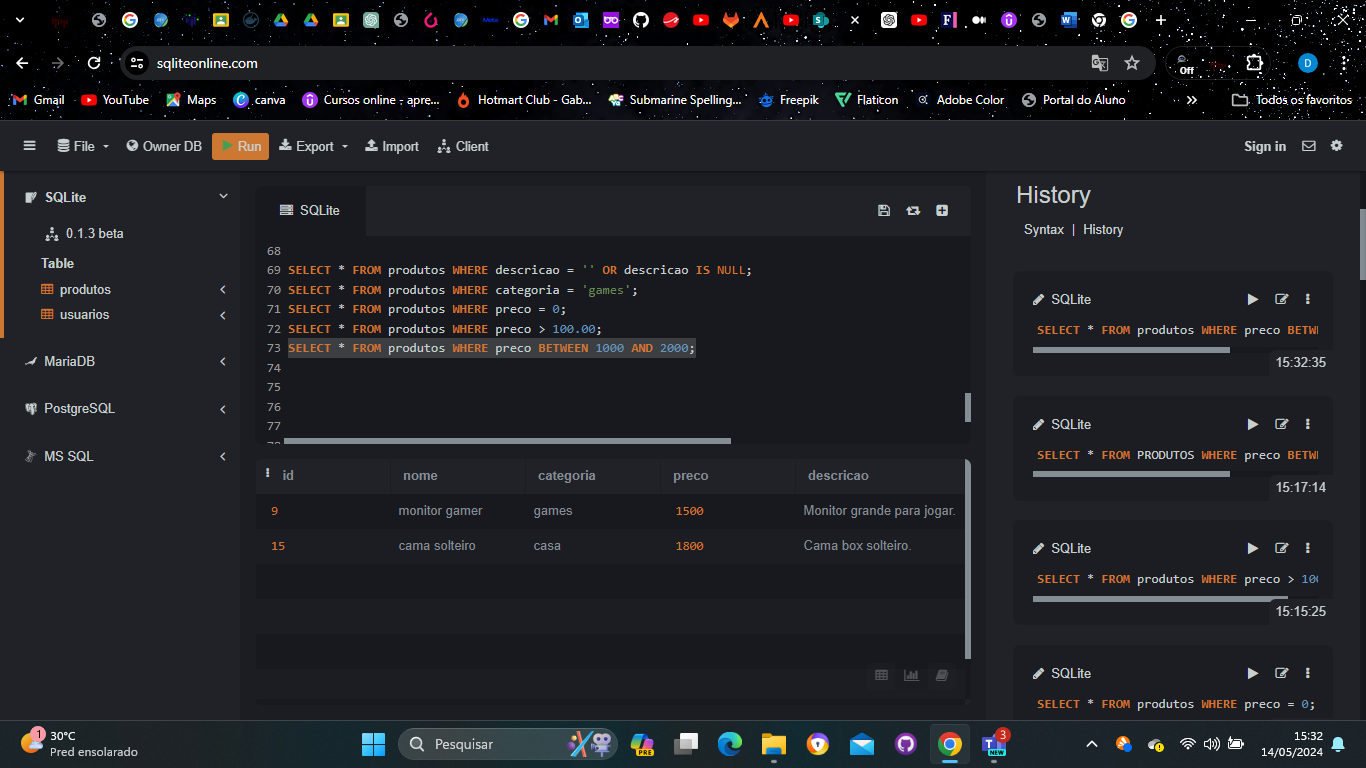 sqliteonline.com
Off
D
Gmail
YouTube
Maps
canva
Cursos online - apre...
Hotmart Club - Gab...
Submarine Spelling...
Freepik
Flaticon
Adobe Color
Portal do Aluno
»
Todos os favoritos
File
Owner DB
Run
Export
Import
Client
Sign in
SQLite
0.1.3 beta
Table
produtos
usuarios
MariaDB
PostgreSQL
MS SQL
SQLite
68
69 SELECT * FROM produtos WHERE descricao = '' OR descricao IS NULL;
70 SELECT * FROM produtos WHERE categoria = 'games';
71 SELECT * FROM produtos WHERE preco = 0;
72 SELECT * FROM produtos WHERE preco > 100.00;
73 SELECT * FROM produtos WHERE preco BETWEEN 1000 AND 2000;
74
75
76
77
id nome categoria preco descricao
9 monitor gamer games 1500 Monitor grande para jogar.
15 cama solteiro casa 1800 Cama box solteiro.
History
Syntax | History
SQLite
SELECT * FROM produtos WHERE preco BETW
15:32:35
SQLite
SELECT * FROM PRODUTOS WHERE preco BETW
15:17:14
SQLite
SELECT * FROM produtos WHERE preco > 100
15:15:25
SQLite
SELECT * FROM produtos WHERE preco = 0;
1
30°C
Pred ensolarado
Pesquisar
PRE
NEW
3
15:32
14/05/2024